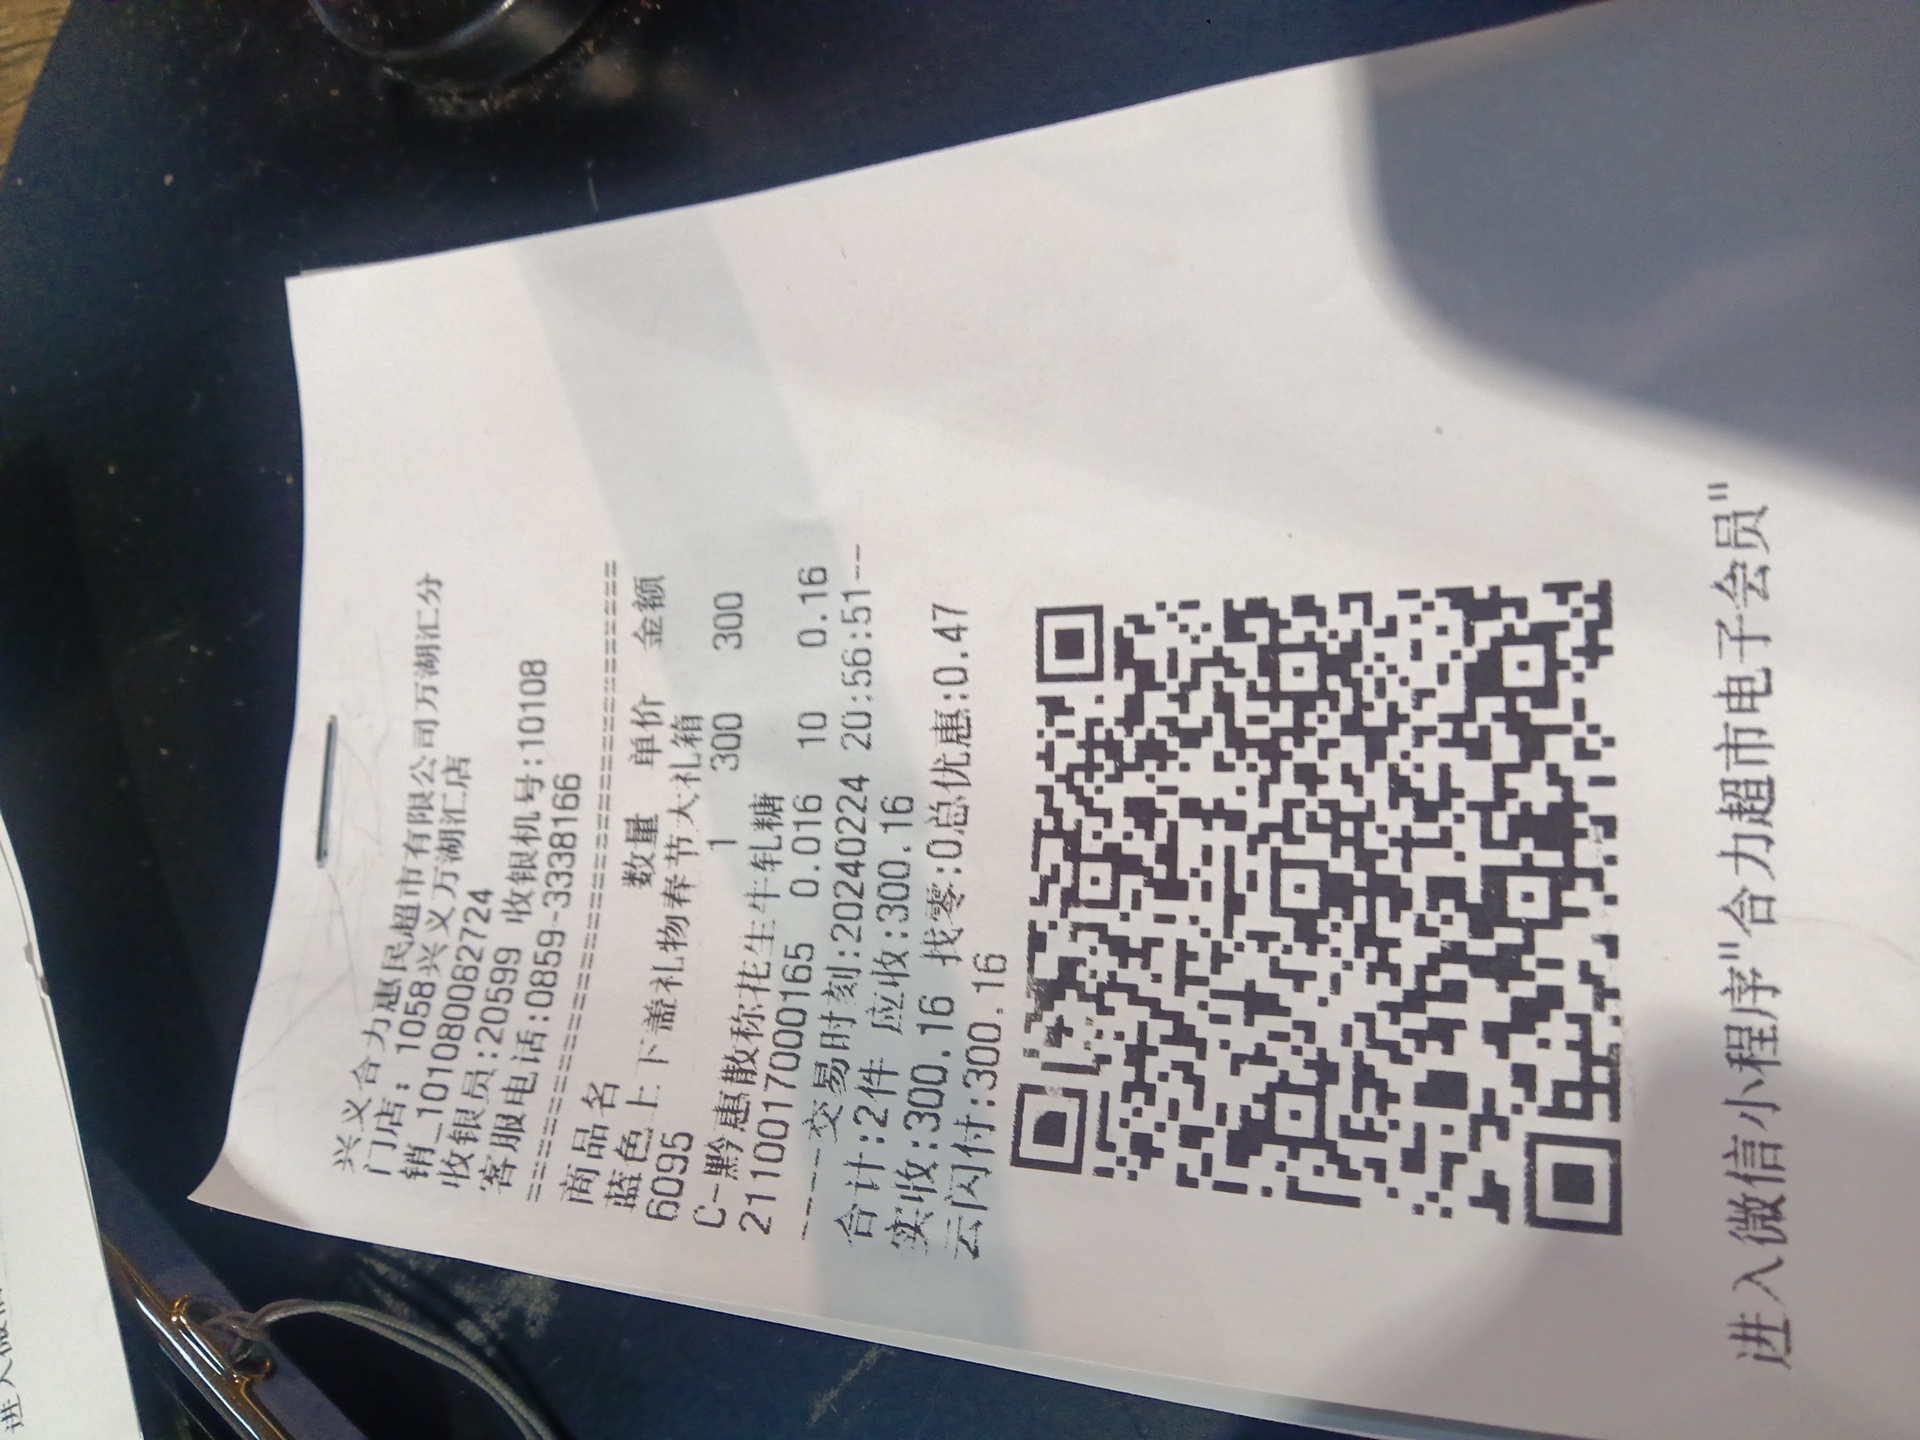 兴义合力惠民超市有限公司万湖汇分
门店: 1058兴义万湖汇店
销_1010800827​24
收银员:20599 收银机号:10108
客服电话:0859-3338166
================================
商品名 数量 单价 金额
蓝色上下盖礼物奉节大礼箱
6095 1 300 300
C-黔惠散称花生牛轧糖
2110017000165 0.016 10 0.16
----交易时刻:20240224 20:56:51--
合计:2件 应收:300.16
实收:300.16 找零:0总优惠:0.47
云闪付:300.16
进入微信小程序"合力超市电子会员"